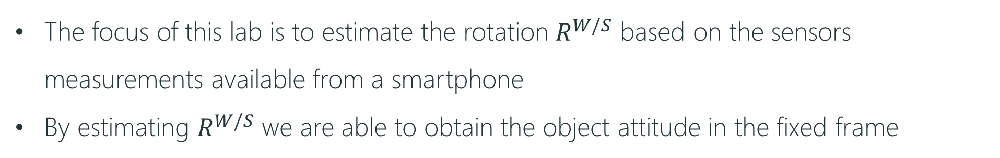 • The focus of this lab is to estimate the rotation R^{W/S} based on the sensors
measurements available from a smartphone
• By estimating R^{W/S} we are able to obtain the object attitude in the fixed frame